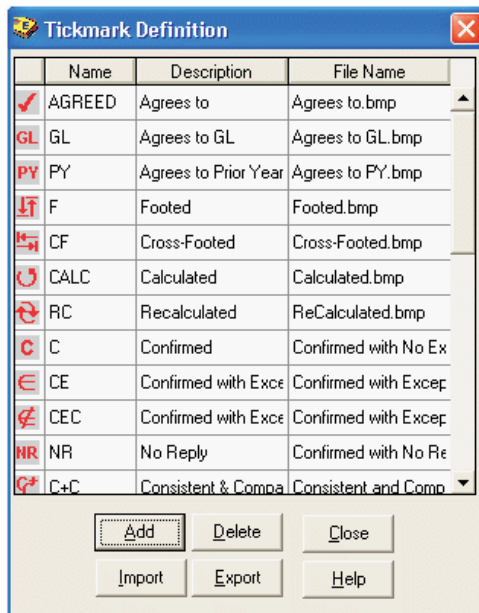 Tickmark Definition
Name Description File Name
AGREED Agrees to Agrees to.bmp
GL GL Agrees to GL Agrees to GL.bmp
PY PY Agrees to Prior Year Agrees to PY.bmp
F Footed Footed.bmp
CF Cross-Footed Cross-Footed.bmp
CALC Calculated Calculated.bmp
RC Recalculated ReCalculated.bmp
C C Confirmed Confirmed with No Ex
∈ CE Confirmed with Exce Confirmed with Excep
∉ CEC Confirmed with Exce Confirmed with Excep
NR NR No Reply Confirmed with No Re
C+ C+C Consistent & Compa Consistent and Comp
Add Delete Close
Import Export Help